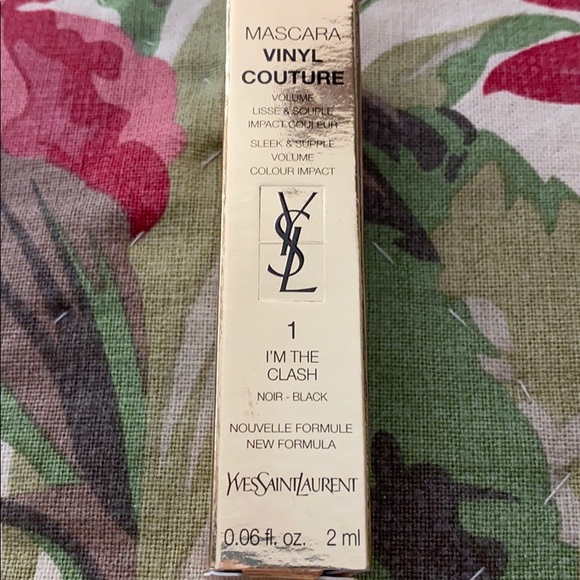 MASCARA
VINYL
COUTURE
VOLUME
LISSE & SOUPLE
IMPACT COULEUR
SLEEK & SUPPLE
VOLUME
COLOUR IMPACT
YSL
1
I'M THE
CLASH
NOIR - BLACK
NOUVELLE FORMULE
NEW FORMULA
YVESSAINTLAURENT
0.06 fl. oz. 2 ml